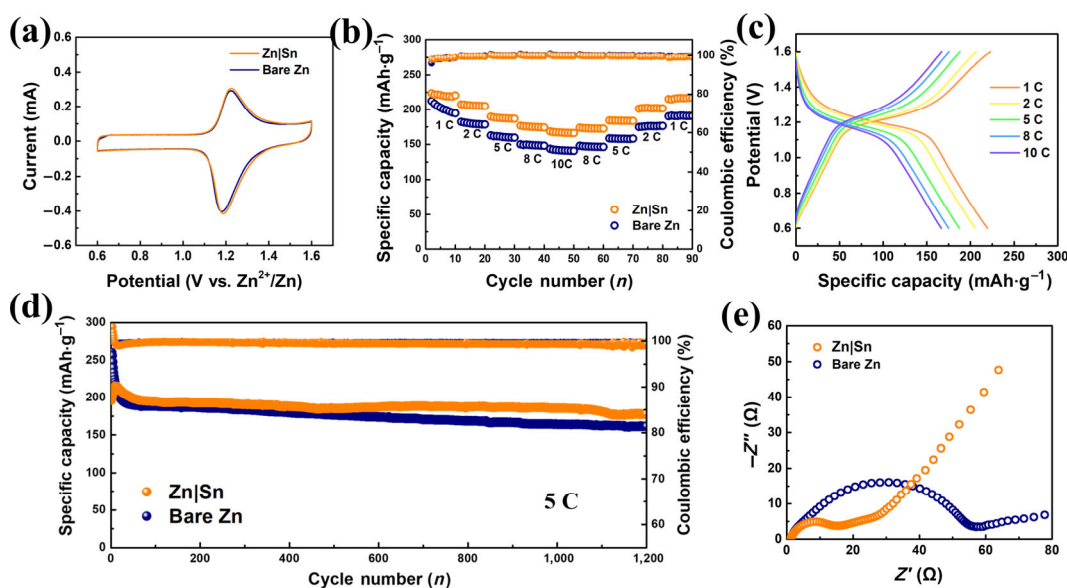 (a)
0.6
0.4
0.2
0.0
−0.2
−0.4
−0.6
Current (mA)
0.6 0.8 1.0 1.2 1.4 1.6
Potential (V vs. Zn2+/Zn)
Zn|Sn
Bare Zn
(b)
300
250
200
150
100
50
0
Specific capacity (mAh·g−1)
1 C
2 C
5 C
8 C
10C
8 C
5 C
2 C
1 C
Zn|Sn
Bare Zn
0 10 20 30 40 50 60 70 80 90
Cycle number (n)
100
80
60
40
20
0
Coulombic efficiency (%)
(c)
1.6
1.4
1.2
1.0
0.8
0.6
Potential (V)
1 C
2 C
5 C
8 C
10 C
0 50 100 150 200 250 300
Specific capacity (mAh·g−1)
(d)
300
250
200
175
150
125
100
75
50
25
0
Specific capacity (mAh·g−1)
Zn|Sn
Bare Zn
5 C
0 200 400 600 800 1,000 1,200
Cycle number (n)
100
90
80
70
60
Coulombic efficiency (%)
(e)
60
50
40
30
20
10
0
−Z″ (Ω)
Zn|Sn
Bare Zn
0 20 40 60 80
Z′ (Ω)